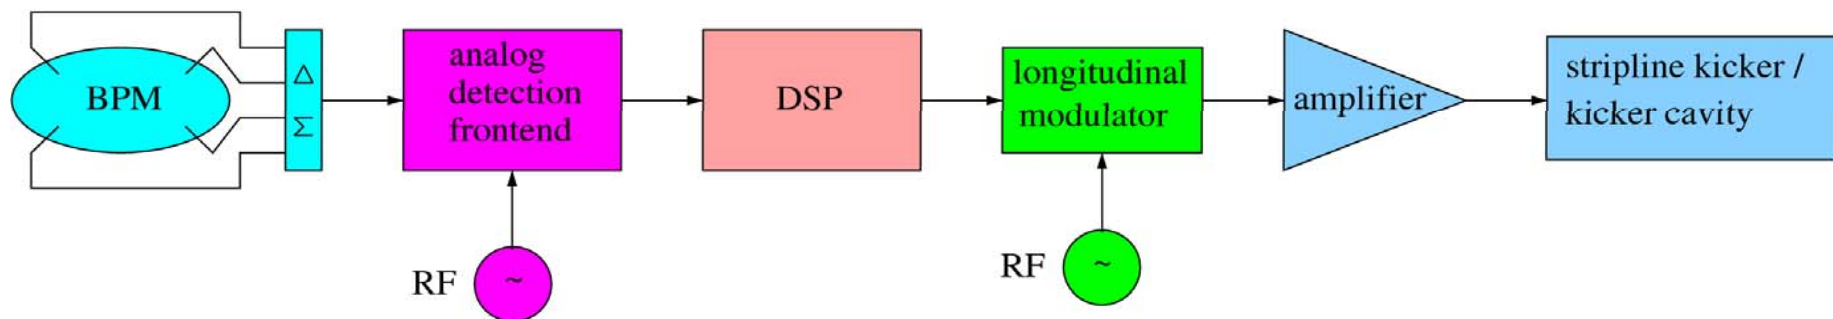 BPM
Δ
Σ
analog
detection
frontend
RF
~
DSP
longitudinal
modulator
RF
~
amplifier
stripline kicker /
kicker cavity